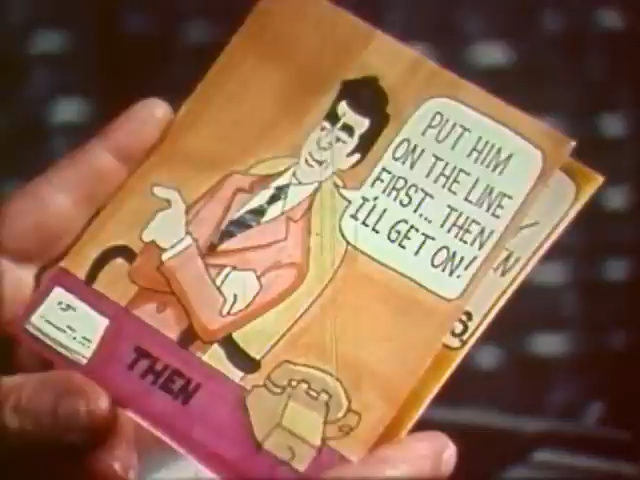 PUT HIM
ON THE LINE
FIRST... THEN
I'LL GET ON!
THEN